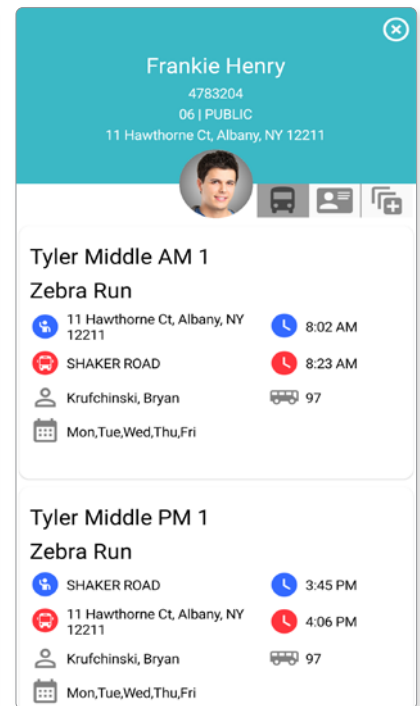 Frankie Henry
4783204
06 | PUBLIC
11 Hawthorne Ct, Albany, NY 12211
Tyler Middle AM 1
Zebra Run
11 Hawthorne Ct, Albany, NY
12211
8:02 AM
SHAKER ROAD
8:23 AM
Krufchinski, Bryan
97
Mon,Tue,Wed,Thu,Fri
Tyler Middle PM 1
Zebra Run
SHAKER ROAD
3:45 PM
11 Hawthorne Ct, Albany, NY
12211
4:06 PM
Krufchinski, Bryan
97
Mon,Tue,Wed,Thu,Fri